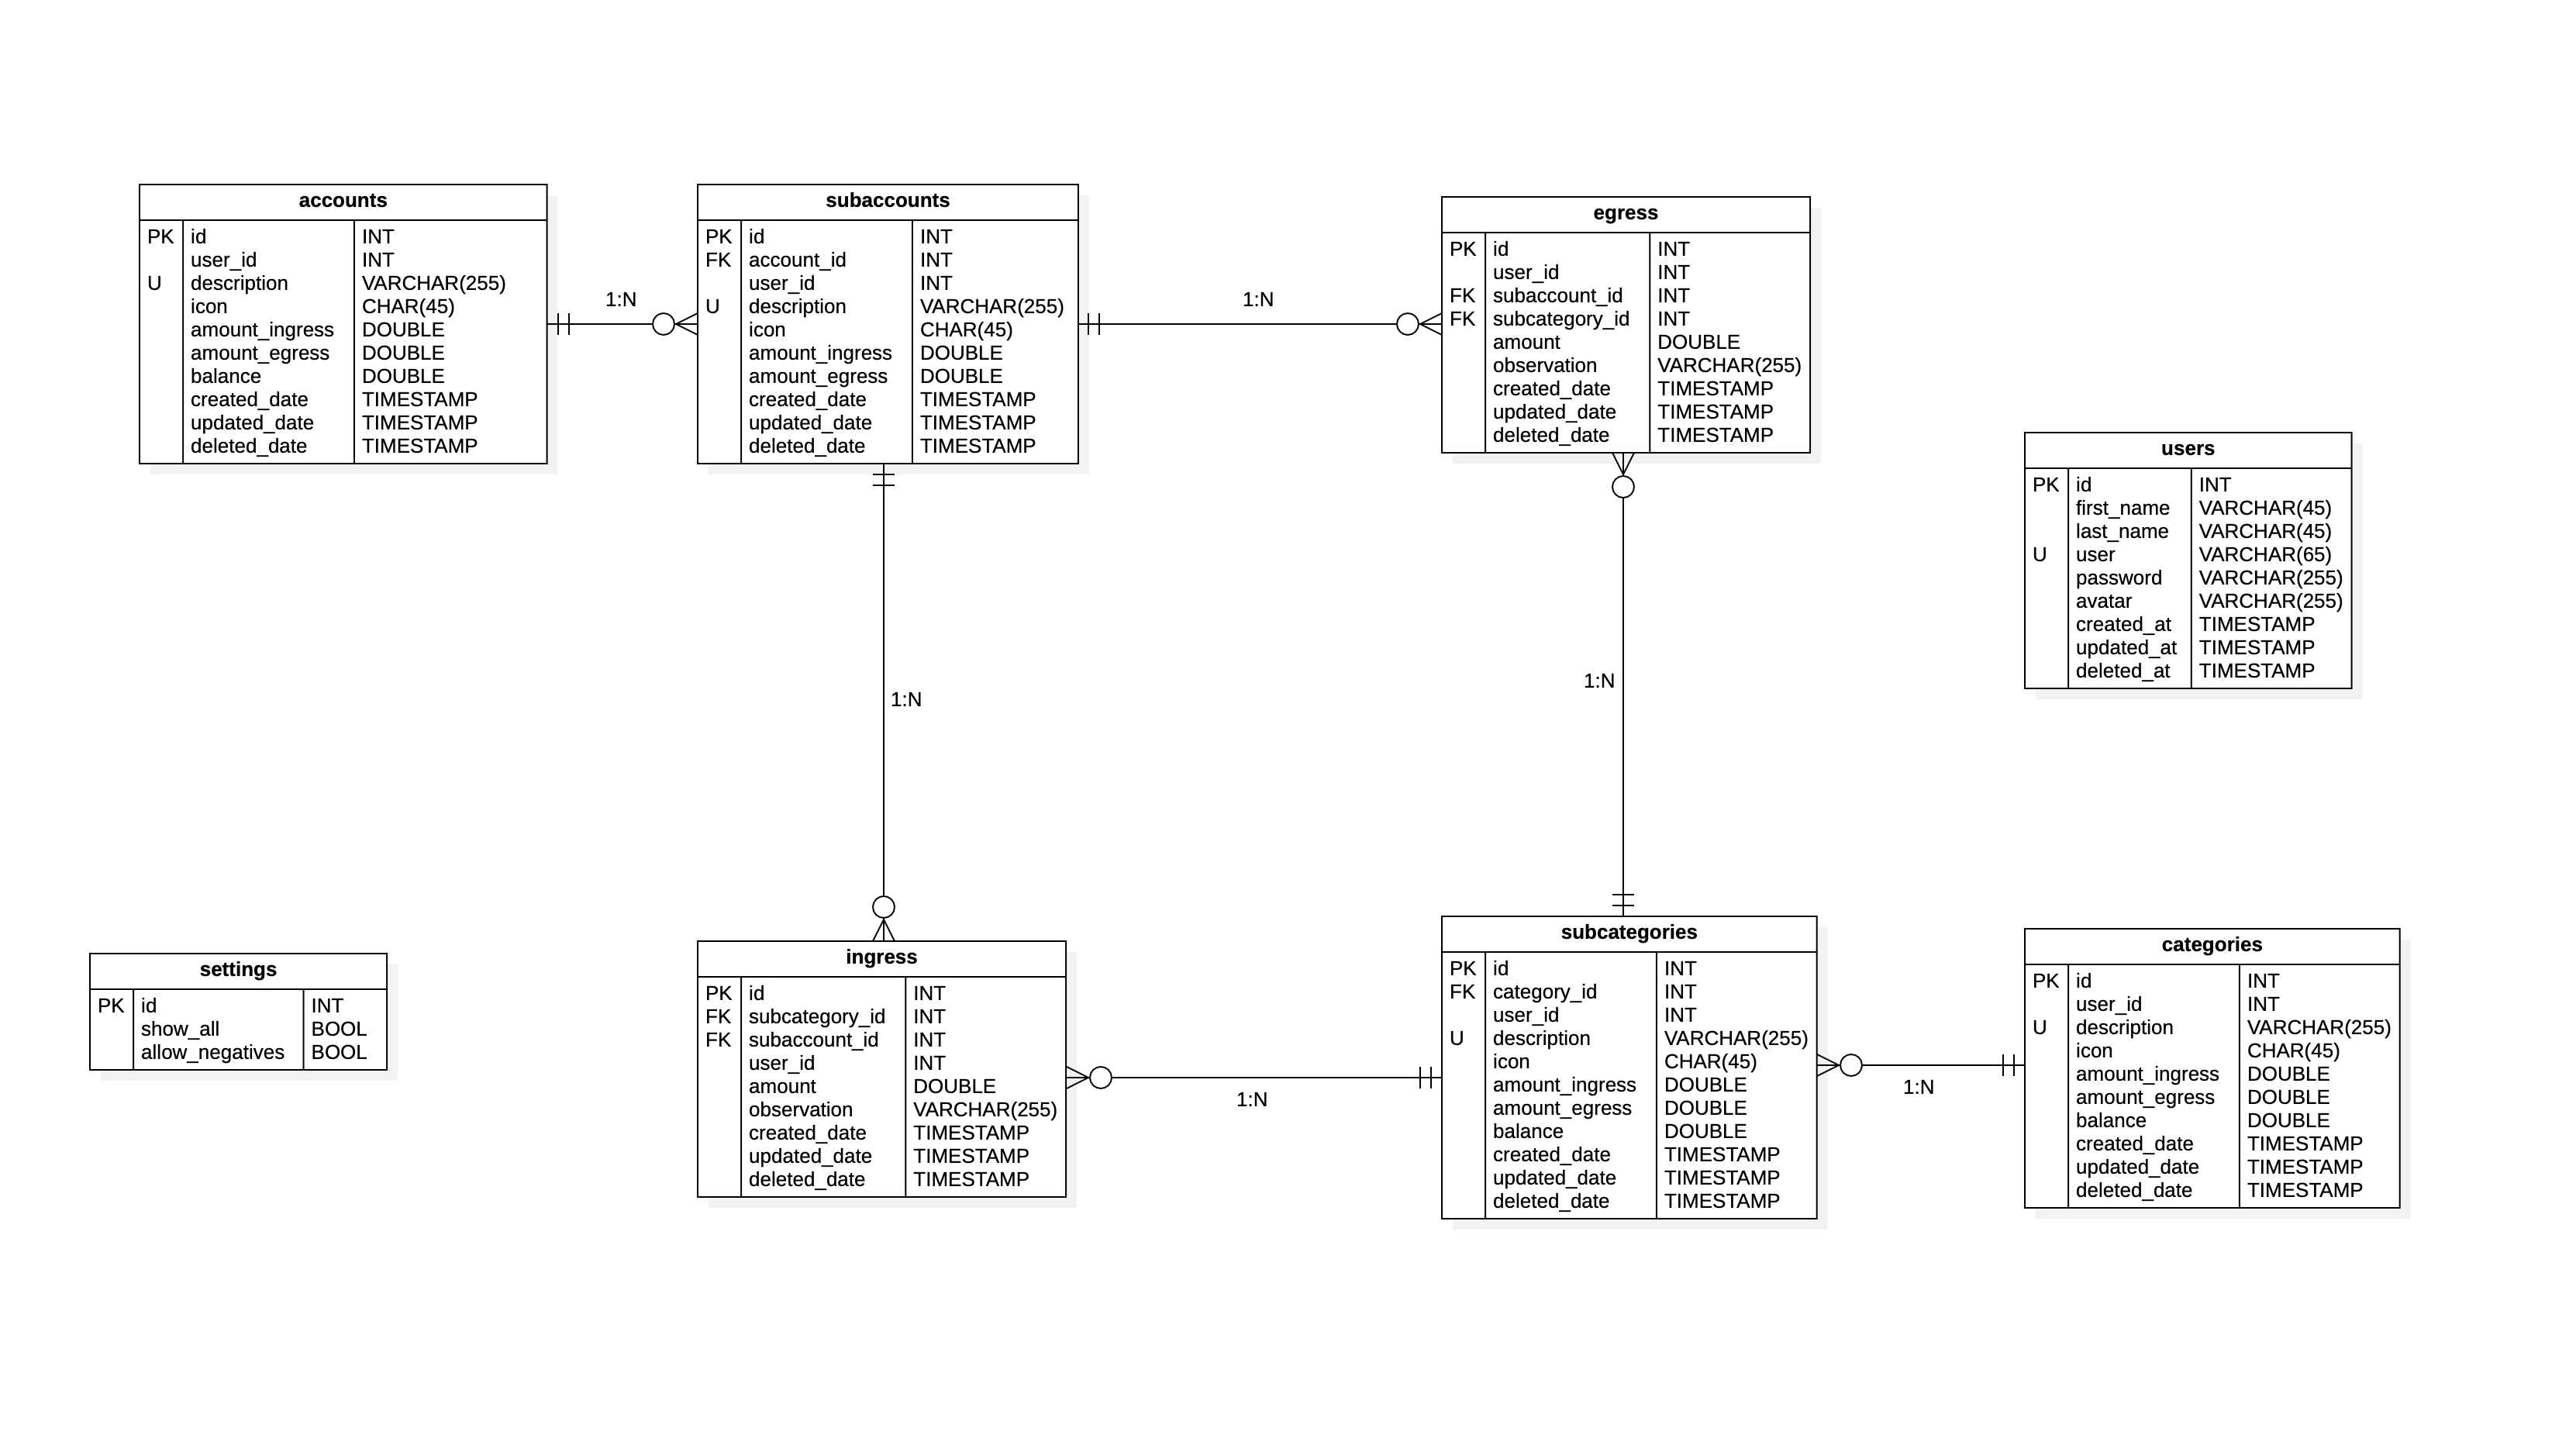 accounts
PK id INT
user_id INT
U description VARCHAR(255)
icon CHAR(45)
amount_ingress DOUBLE
amount_egress DOUBLE
balance DOUBLE
created_date TIMESTAMP
updated_date TIMESTAMP
deleted_date TIMESTAMP
1:N
subaccounts
PK id INT
FK account_id INT
user_id INT
U description VARCHAR(255)
icon CHAR(45)
amount_ingress DOUBLE
amount_egress DOUBLE
created_date TIMESTAMP
updated_date TIMESTAMP
deleted_date TIMESTAMP
1:N
egress
PK id INT
user_id INT
FK subaccount_id INT
FK subcategory_id INT
amount DOUBLE
observation VARCHAR(255)
created_date TIMESTAMP
updated_date TIMESTAMP
deleted_date TIMESTAMP
users
PK id INT
first_name VARCHAR(45)
last_name VARCHAR(45)
U user VARCHAR(65)
password VARCHAR(255)
avatar VARCHAR(255)
created_at TIMESTAMP
updated_at TIMESTAMP
deleted_at TIMESTAMP
1:N
1:N
settings
PK id INT
show_all BOOL
allow_negatives BOOL
ingress
PK id INT
FK subcategory_id INT
FK subaccount_id INT
user_id INT
amount DOUBLE
observation VARCHAR(255)
created_date TIMESTAMP
updated_date TIMESTAMP
deleted_date TIMESTAMP
1:N
subcategories
PK id INT
FK category_id INT
user_id INT
U description VARCHAR(255)
icon CHAR(45)
amount_ingress DOUBLE
amount_egress DOUBLE
balance DOUBLE
created_date TIMESTAMP
updated_date TIMESTAMP
deleted_date TIMESTAMP
1:N
categories
PK id INT
user_id INT
U description VARCHAR(255)
icon CHAR(45)
amount_ingress DOUBLE
amount_egress DOUBLE
balance DOUBLE
created_date TIMESTAMP
updated_date TIMESTAMP
deleted_date TIMESTAMP